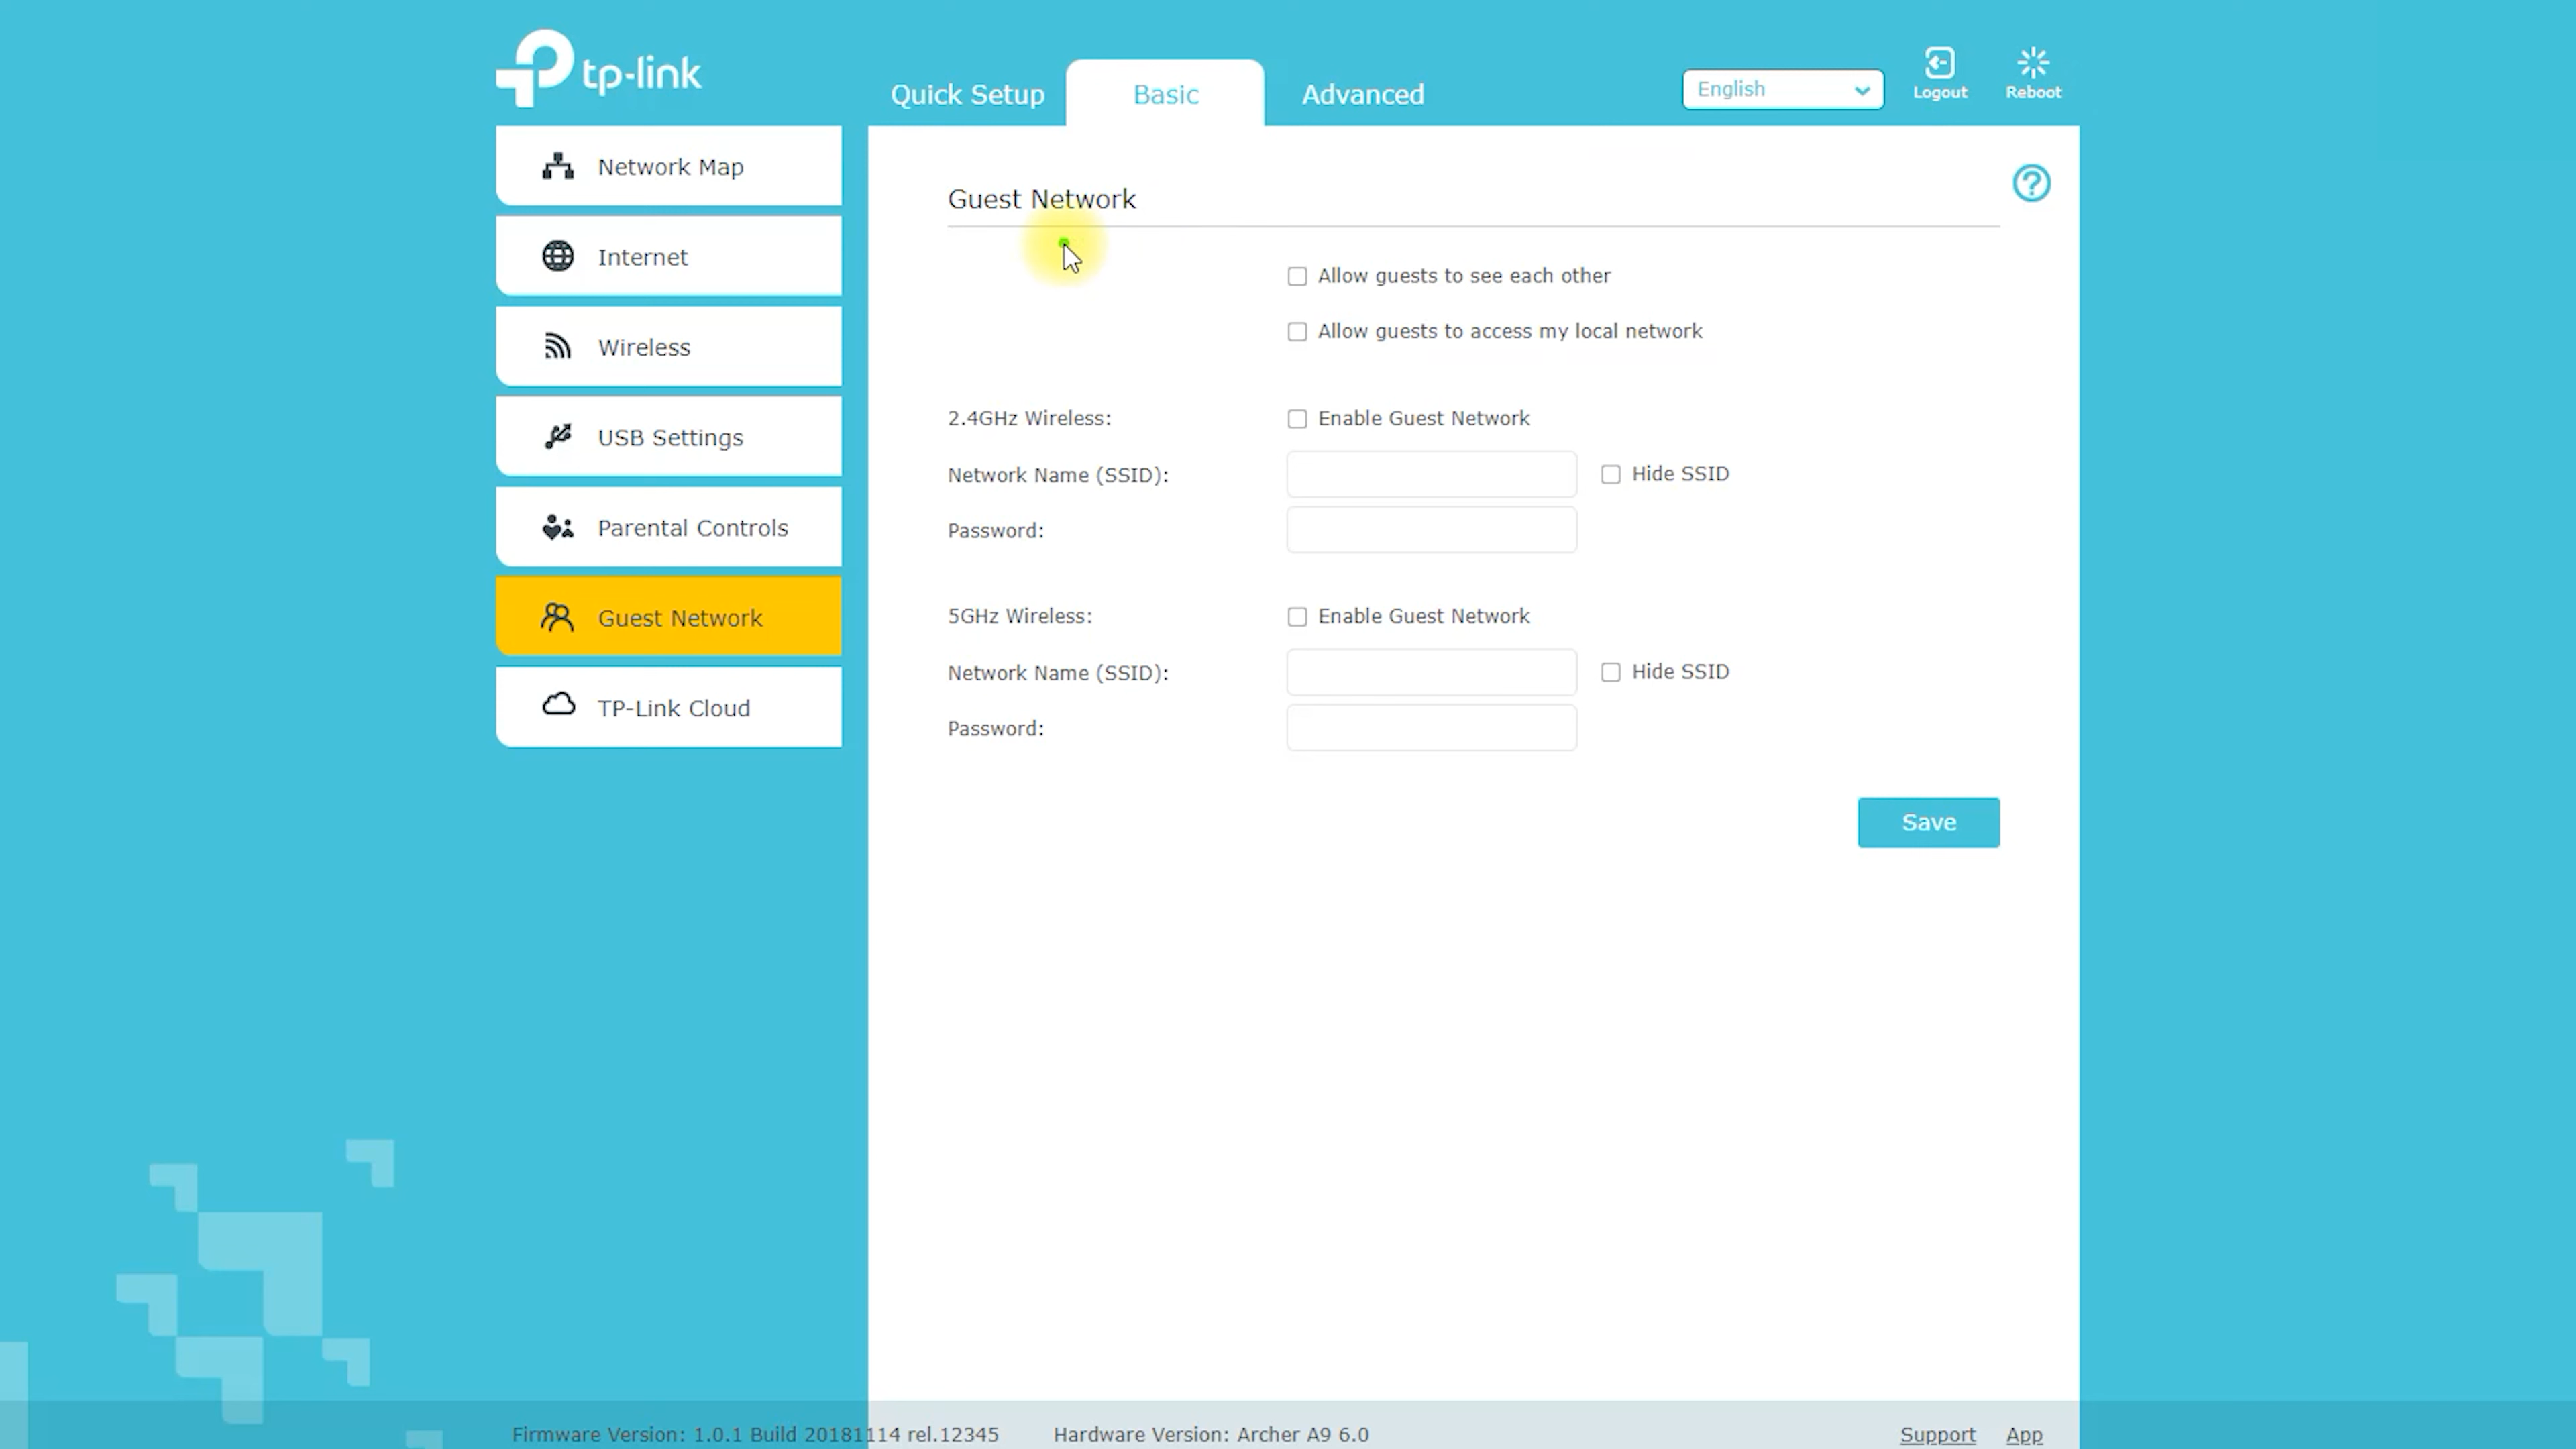 tp-link
Quick Setup
Basic
Advanced
English
Logout
Reboot
Network Map
Internet
Wireless
USB Settings
Parental Controls
Guest Network
TP-Link Cloud
Guest Network
Allow guests to see each other
Allow guests to access my local network
2.4GHz Wireless: Enable Guest Network
Network Name (SSID): Hide SSID
Password:
5GHz Wireless: Enable Guest Network
Network Name (SSID): Hide SSID
Password:
Save
Firmware Version: 1.0.1 Build 20181114 rel.12345 Hardware Version: Archer A9 6.0 Support App